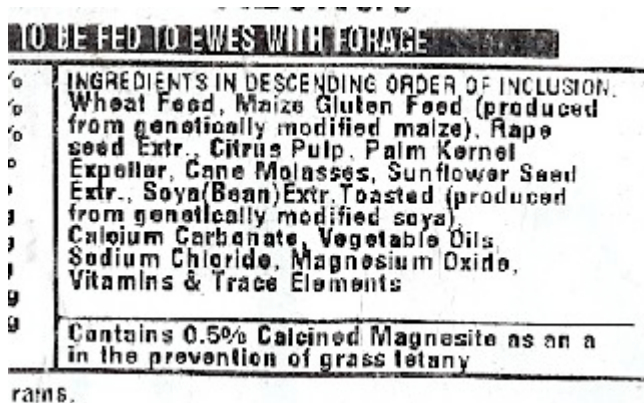 TO BE FED TO EWES WITH FORAGE
INGREDIENTS IN DESCENDING ORDER OF INCLUSION.
Wheat Feed, Maize Gluten Feed (produced
from genetically modified maize), Rape
seed Extr., Citrus Pulp, Palm Kernel
Expeller, Cane Molasses, Sunflower Seed
Extr., Soya(Bean)Extr.Toasted (produced
from genetically modified soya),
Calcium Carbonate, Vegetable Oils,
Sodium Chloride, Magnesium Oxide,
Vitamins & Trace Elements
Contains 0.5% Calcined Magnesite as an a
in the prevention of grass tetany
rams.